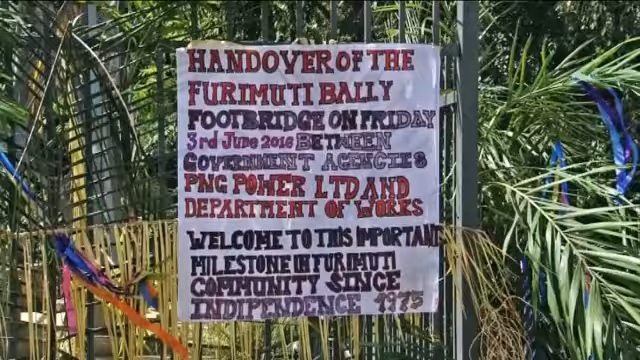 HANDOVER OF THE
FURIMUTI BALLY
FOOTBRIDGE ON FRIDAY
3rd-June 2016 BETWEEN
GOVERNMENT AGENCIES
PNG POWER LTD AND
DEPARTMENT OF WORKS
WELCOME TO THIS IMPORTANT
MILESTONE IN FURIMUTI
COMMUNITY SINCE
INDIPENDENCE 1975